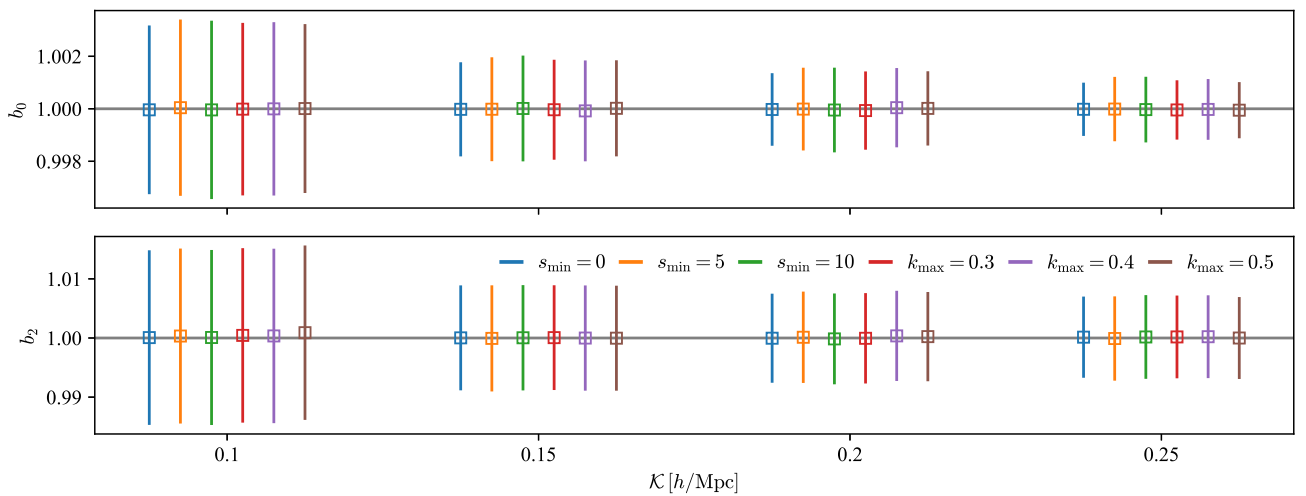 1.002
1.000
0.998
b₀
s_min = 0 s_min = 5 s_min = 10 k_max = 0.3 k_max = 0.4 k_max = 0.5
1.01
1.00
0.99
b₂
0.1 0.15 0.2 0.25
𝒦 [h/Mpc]